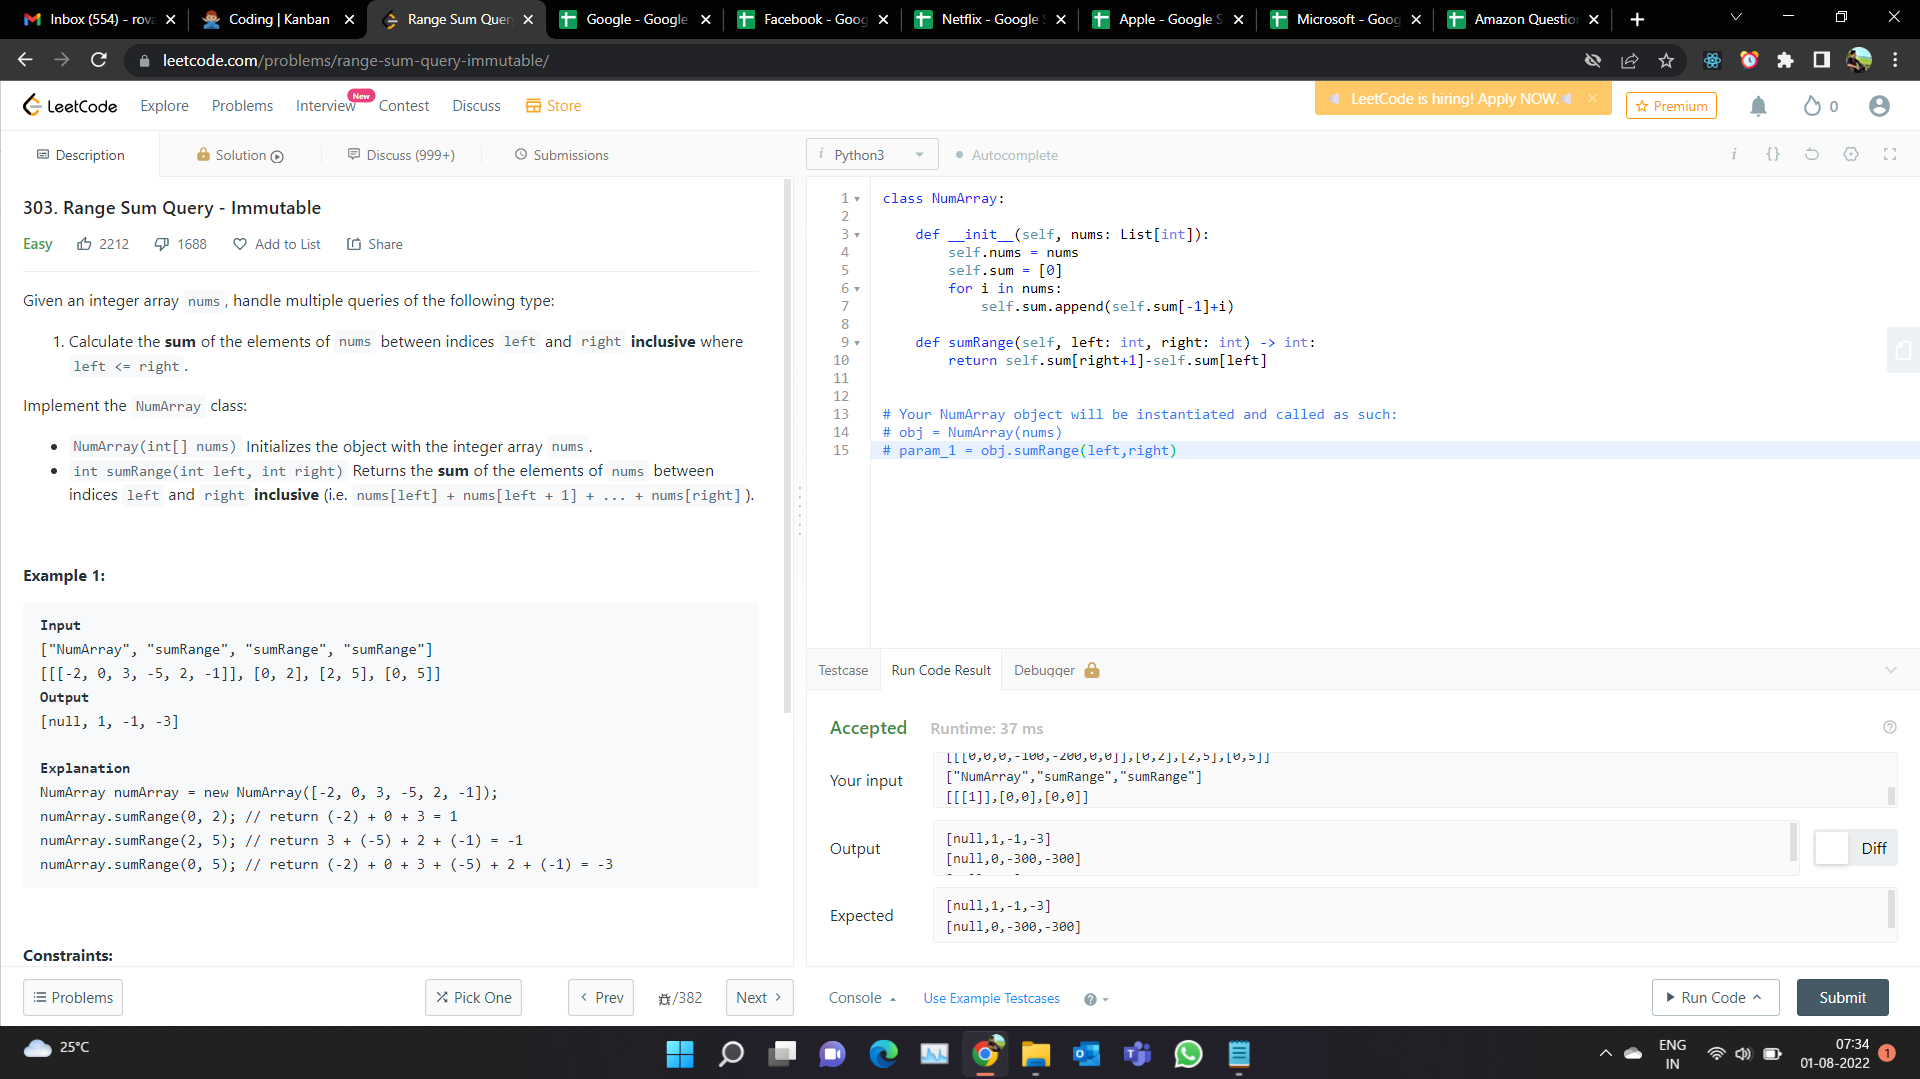 Inbox (554) - rova
Coding | Kanban
Range Sum Quer
Google - Google
Facebook - Goog
Netflix - Google S
Apple - Google S
Microsoft - Goog
Amazon Question
leetcode.com/problems/range-sum-query-immutable/
LeetCode
Explore
Problems
Interview
New
Contest
Discuss
Store
LeetCode is hiring! Apply NOW.
Premium
0
Description
Solution
Discuss (999+)
Submissions
i Python3
Autocomplete
i {}
303. Range Sum Query - Immutable
Easy
2212
1688
Add to List
Share
Given an integer array nums , handle multiple queries of the following type:
1. Calculate the sum of the elements of nums between indices left and right inclusive where
left <= right .
Implement the NumArray class:
• NumArray(int[] nums) Initializes the object with the integer array nums .
• int sumRange(int left, int right) Returns the sum of the elements of nums between
indices left and right inclusive (i.e. nums[left] + nums[left + 1] + ... + nums[right] ).
Example 1:
Input
["NumArray", "sumRange", "sumRange", "sumRange"]
[[[-2, 0, 3, -5, 2, -1]], [0, 2], [2, 5], [0, 5]]
Output
[null, 1, -1, -3]
Explanation
NumArray numArray = new NumArray([-2, 0, 3, -5, 2, -1]);
numArray.sumRange(0, 2); // return (-2) + 0 + 3 = 1
numArray.sumRange(2, 5); // return 3 + (-5) + 2 + (-1) = -1
numArray.sumRange(0, 5); // return (-2) + 0 + 3 + (-5) + 2 + (-1) = -3
Constraints:
Problems
Pick One
Prev
/382
Next
1 class NumArray:
2
3 def __init__(self, nums: List[int]):
4 self.nums = nums
5 self.sum = [0]
6 for i in nums:
7 self.sum.append(self.sum[-1]+i)
8
9 def sumRange(self, left: int, right: int) -> int:
10 return self.sum[right+1]-self.sum[left]
11
12
13 # Your NumArray object will be instantiated and called as such:
14 # obj = NumArray(nums)
15 # param_1 = obj.sumRange(left,right)
Testcase
Run Code Result
Debugger
Accepted
Runtime: 37 ms
Your input
[[[0,0,0,-100,-200,0,0]],[0,2],[2,5],[0,5]]
["NumArray","sumRange","sumRange"]
[[[1]],[0,0],[0,0]]
Output
[null,1,-1,-3]
[null,0,-300,-300]
Diff
Expected
[null,1,-1,-3]
[null,0,-300,-300]
Console
Use Example Testcases
Run Code
Submit
25°C
ENG
IN
07:34
01-08-2022
1